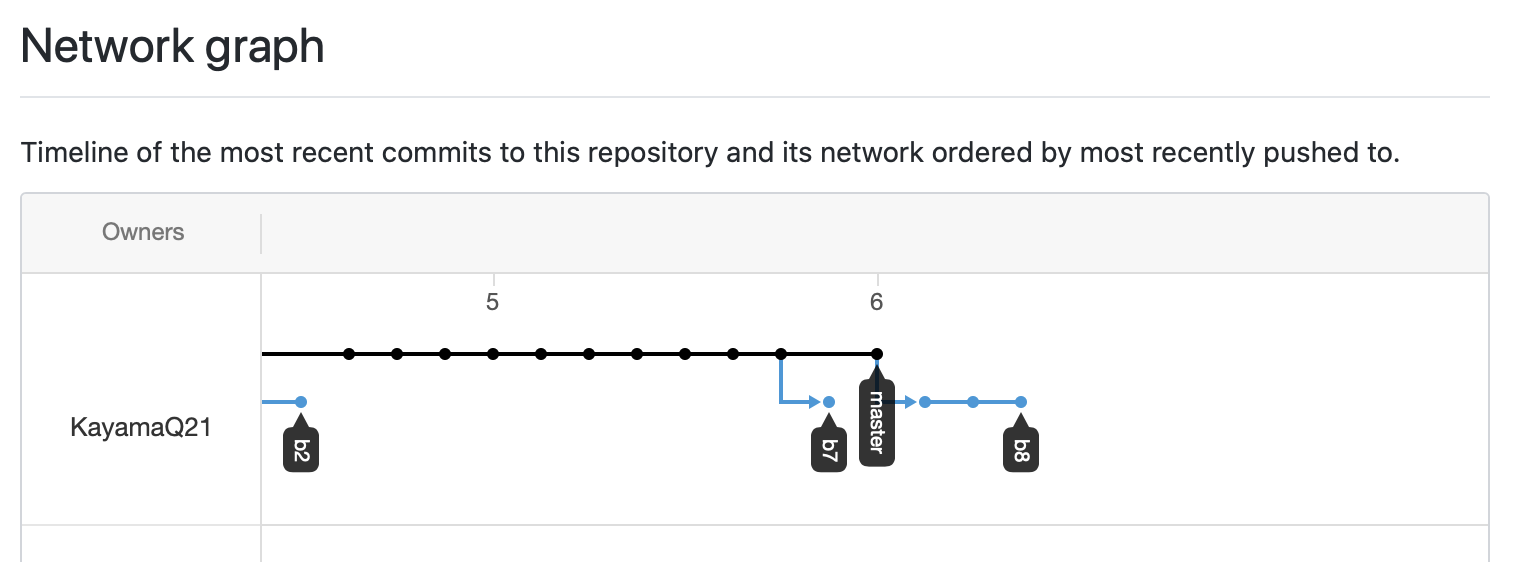 Network graph
Timeline of the most recent commits to this repository and its network ordered by most recently pushed to.
Owners
5
6
KayamaQ21
b2
b7
master
b8